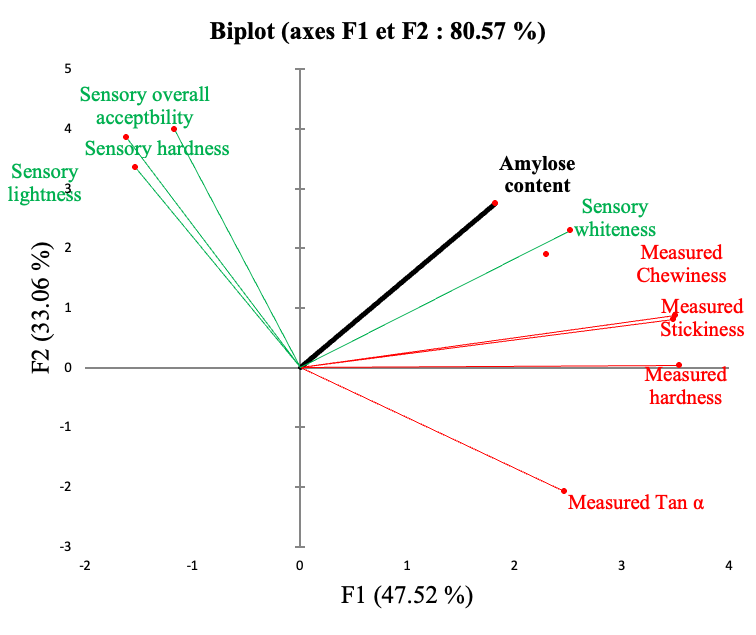 Biplot (axes F1 et F2 : 80.57 %)
5
Sensory overall
acceptbility
4
Sensory hardness
Sensory
lightness
3
Amylose
content
Sensory
whiteness
2
Measured
Chewiness
1
Measured
Stickiness
0
Measured
hardness
-1
-2
Measured Tan α
-3
F2 (33.06 %)
-2 -1 0 1 2 3 4
F1 (47.52 %)